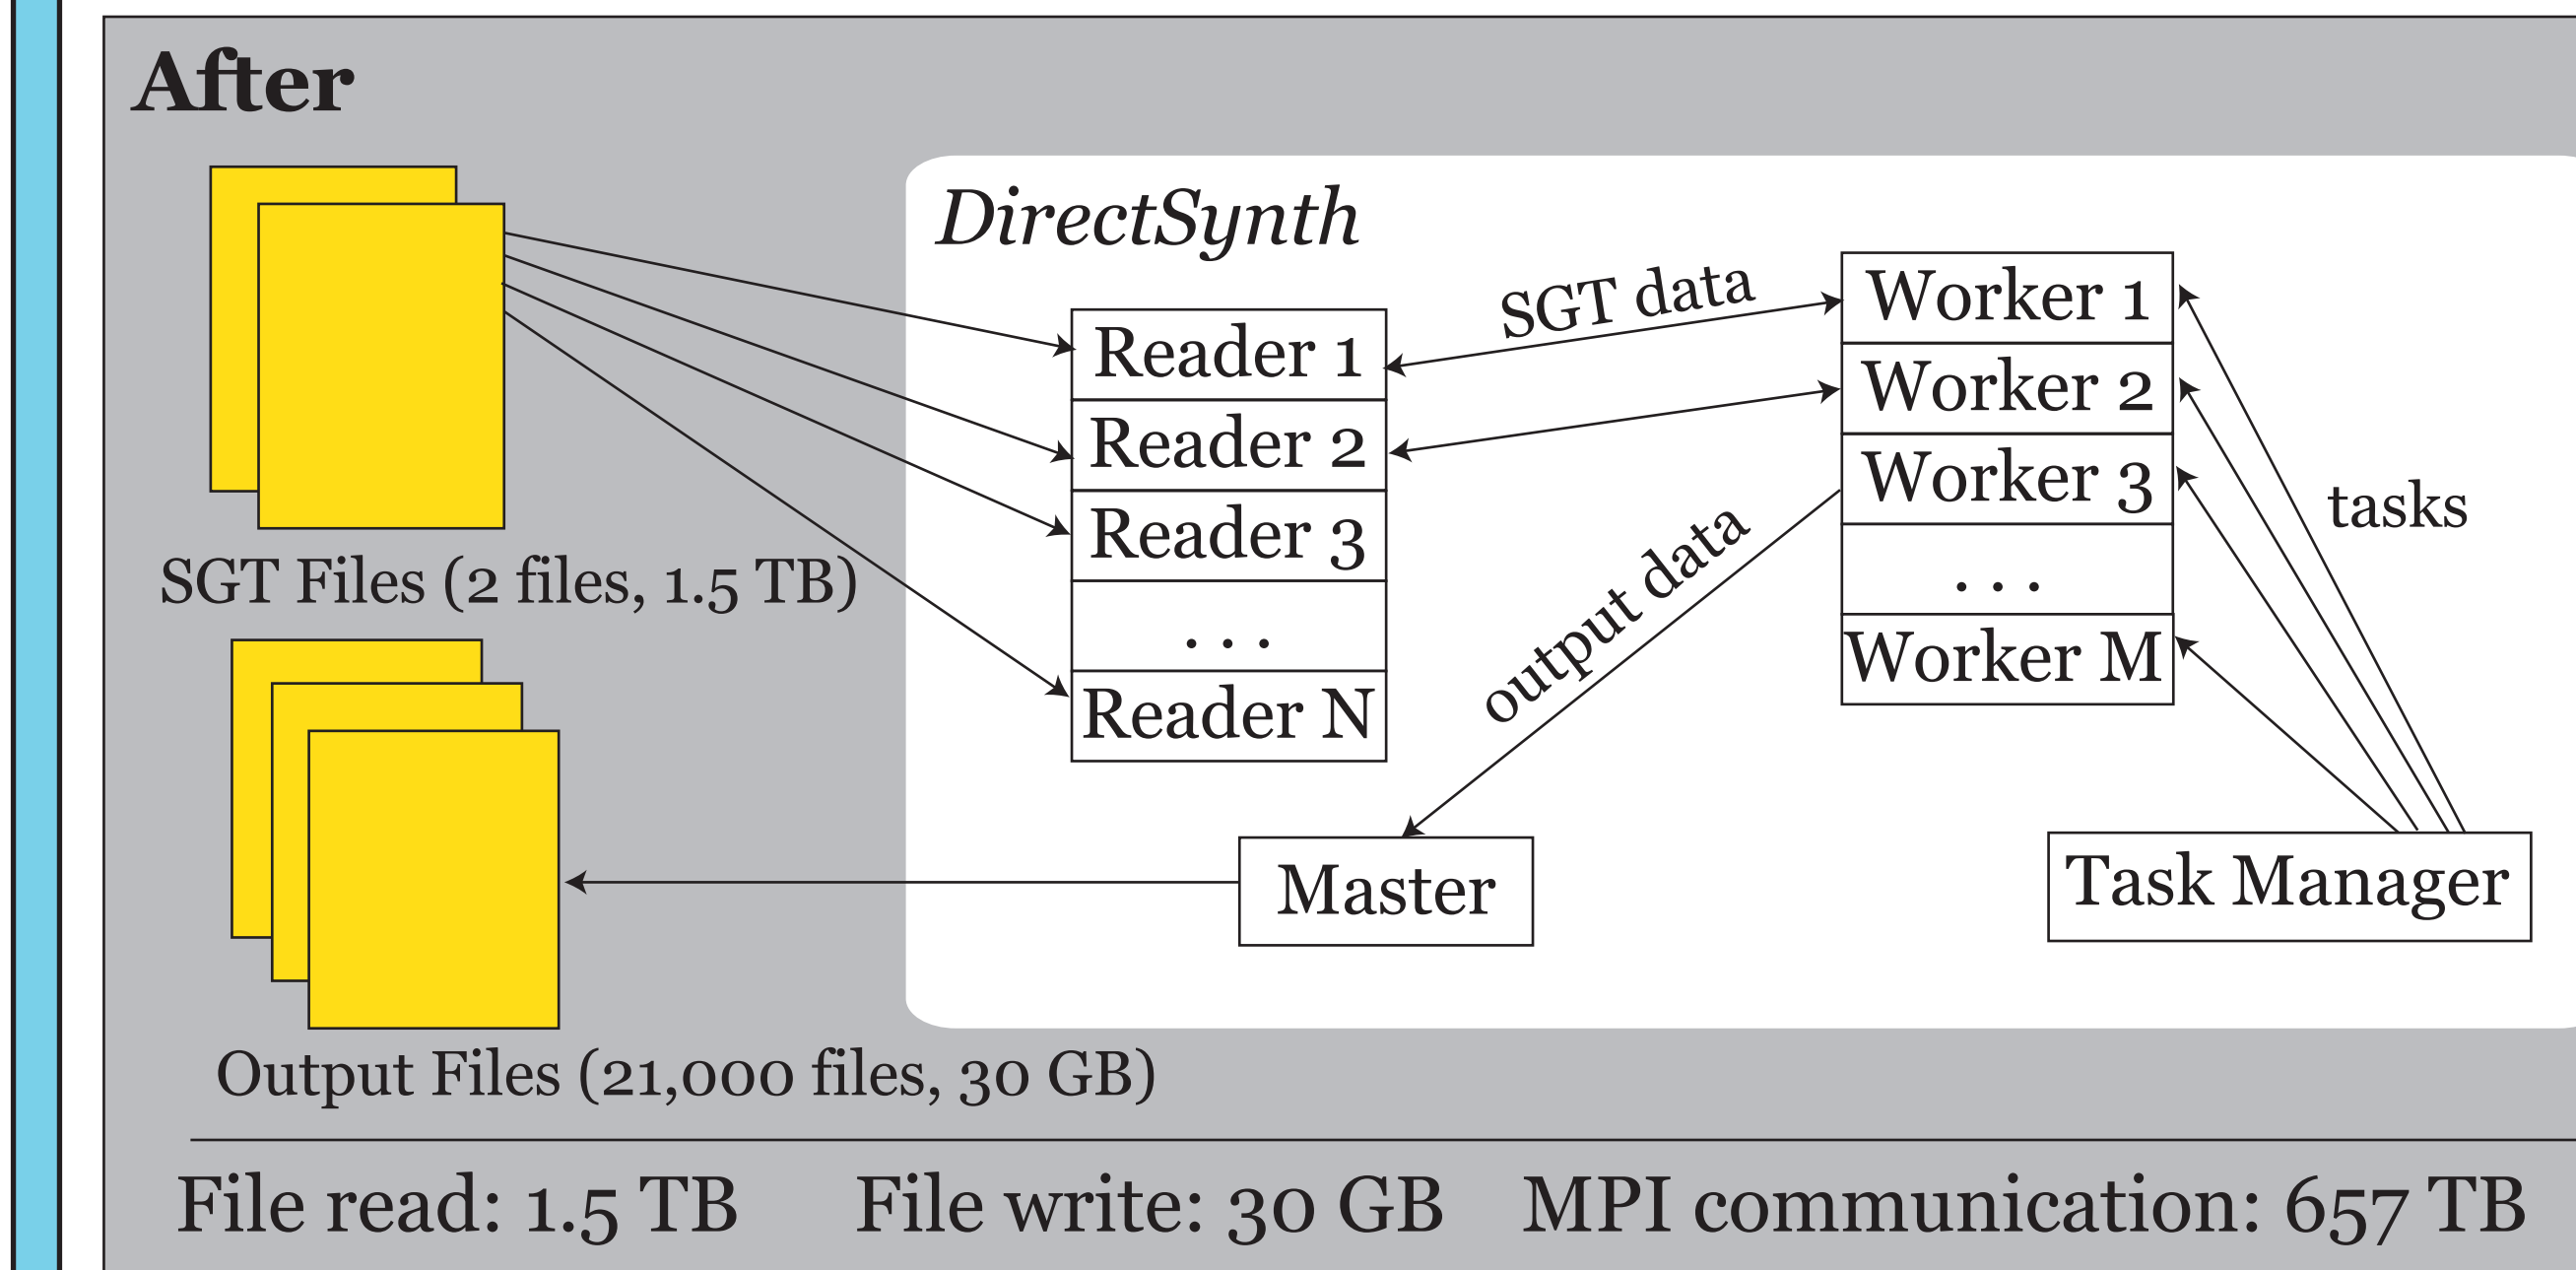 After
DirectSynth
SGT Files (2 files, 1.5 TB)
Reader 1
Reader 2
Reader 3
. . .
Reader N
SGT data
output data
Worker 1
Worker 2
Worker 3
. . .
Worker M
tasks
Master
Task Manager
Output Files (21,000 files, 30 GB)
File read: 1.5 TB File write: 30 GB MPI communication: 657 TB